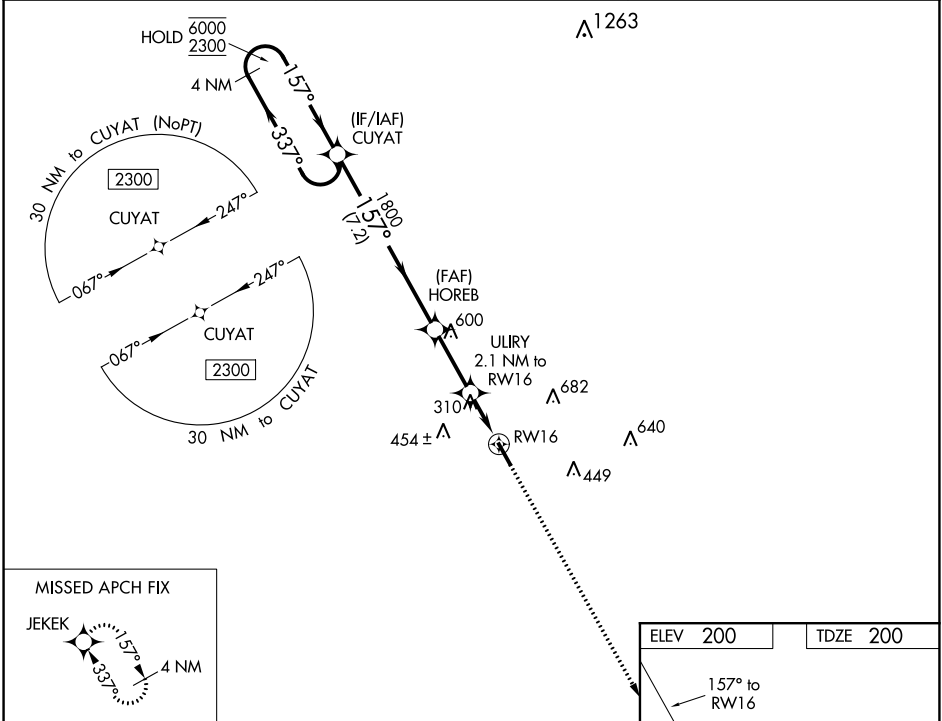 1263
HOLD 6000
2300
4 NM
157°
337°
(IF/IAF)
CUYAT
30 NM to CUYAT (NoPT)
2300
CUYAT
247°
067°
1800
157°
(7.2)
247°
067°
CUYAT
2300
30 NM to CUYAT
(FAF)
HOREB
600
ULIRY
2.1 NM to
RW16
682
310
454 ±
RW16
640
449
MISSED APCH FIX
JEKEK
157°
337°
4 NM
ELEV 200
TDZE 200
157° to
RW16